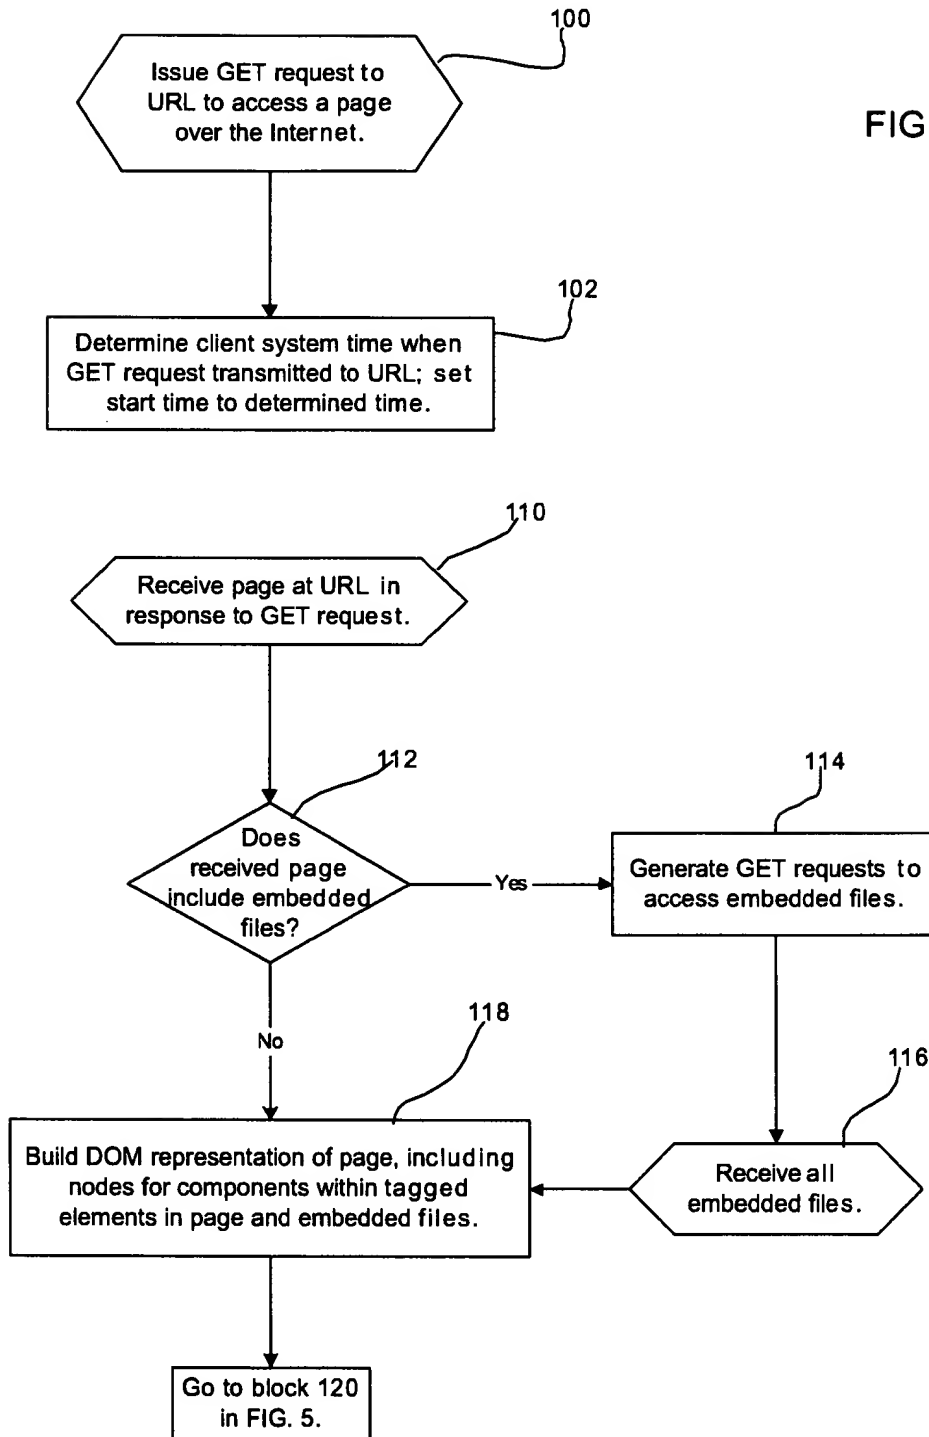 100
Issue GET request to
URL to access a page
over the Internet.
FIG
102
Determine client system time when
GET request transmitted to URL; set
start time to determined time.
110
Receive page at URL in
response to GET request.
112
Does
received page
include embedded
files?
Yes
114
Generate GET requests to
access embedded files.
No
118
116
Build DOM representation of page, including
nodes for components within tagged
elements in page and embedded files.
Receive all
embedded files.
Go to block 120
in FIG. 5.